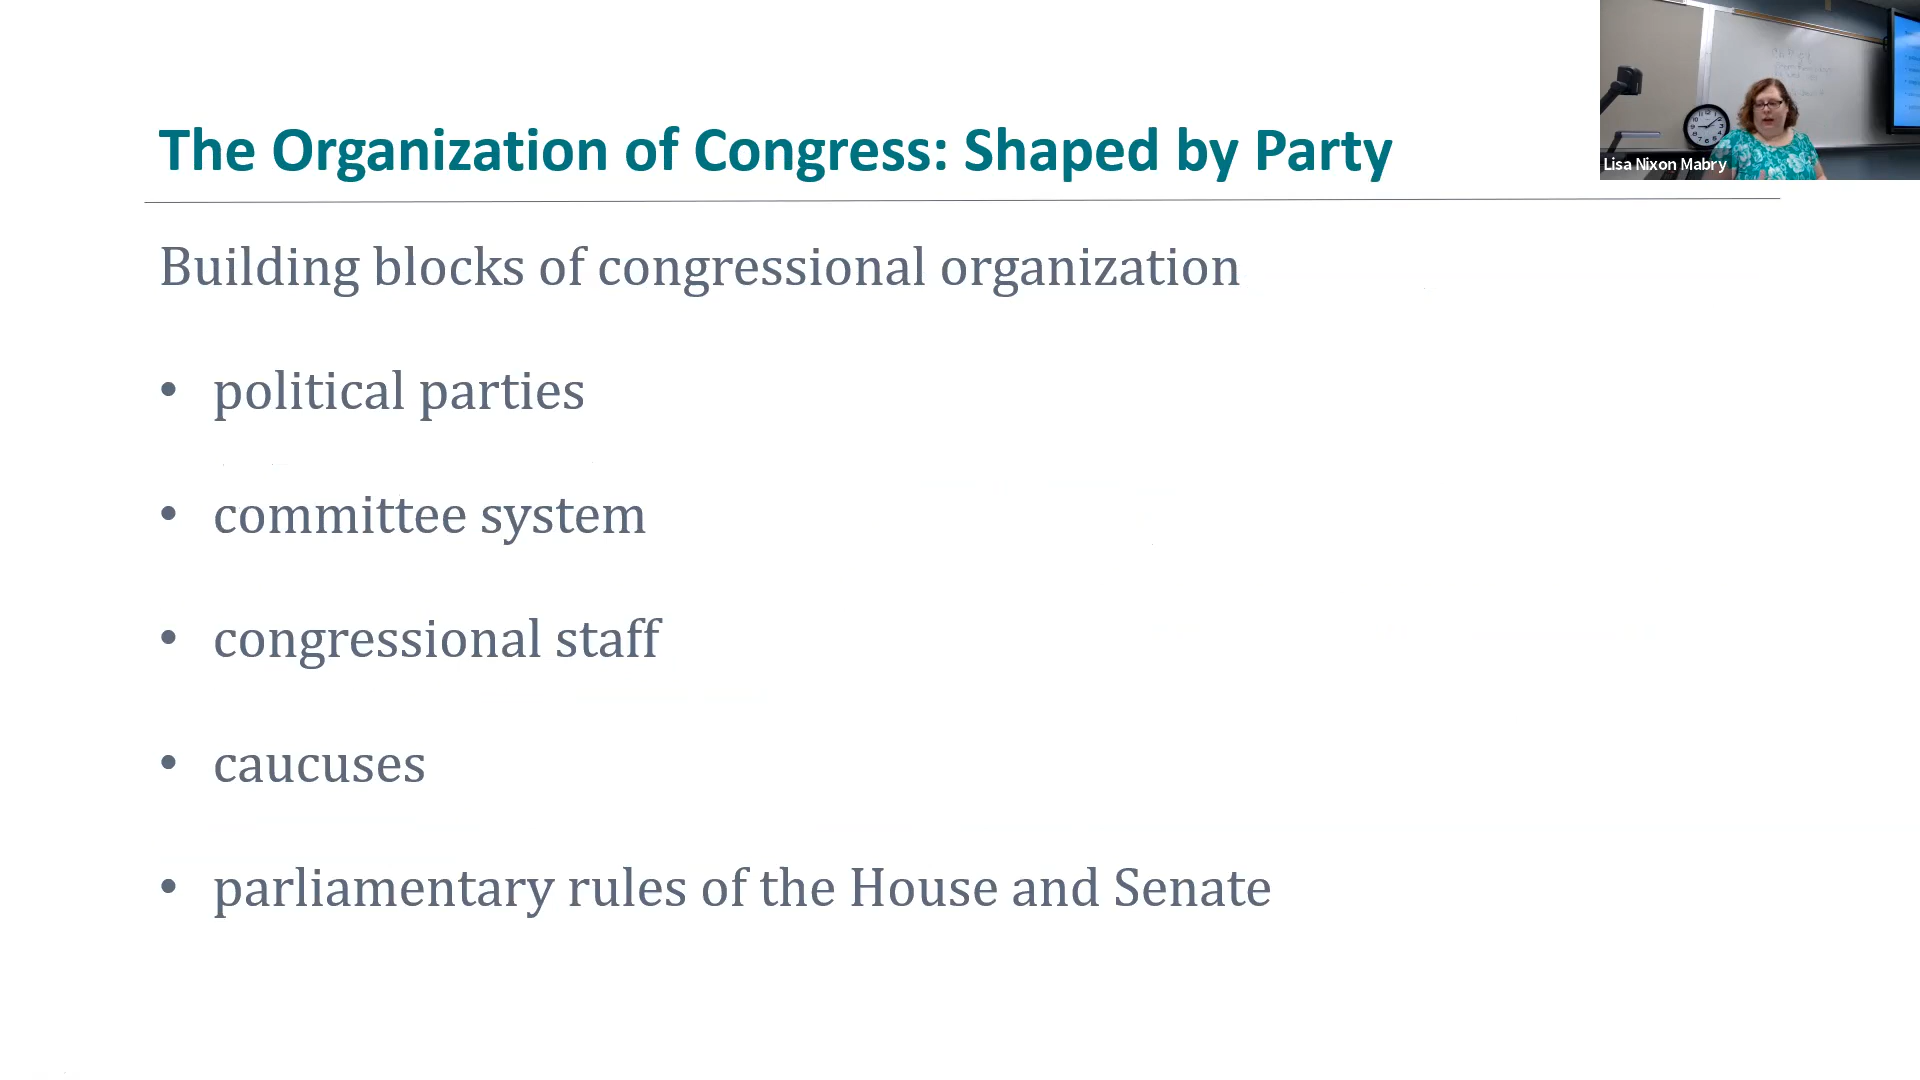 The Organization of Congress: Shaped by Party
Lisa Nixon Mabry
Building blocks of congressional organization
• political parties
• committee system
• congressional staff
• caucuses
• parliamentary rules of the House and Senate